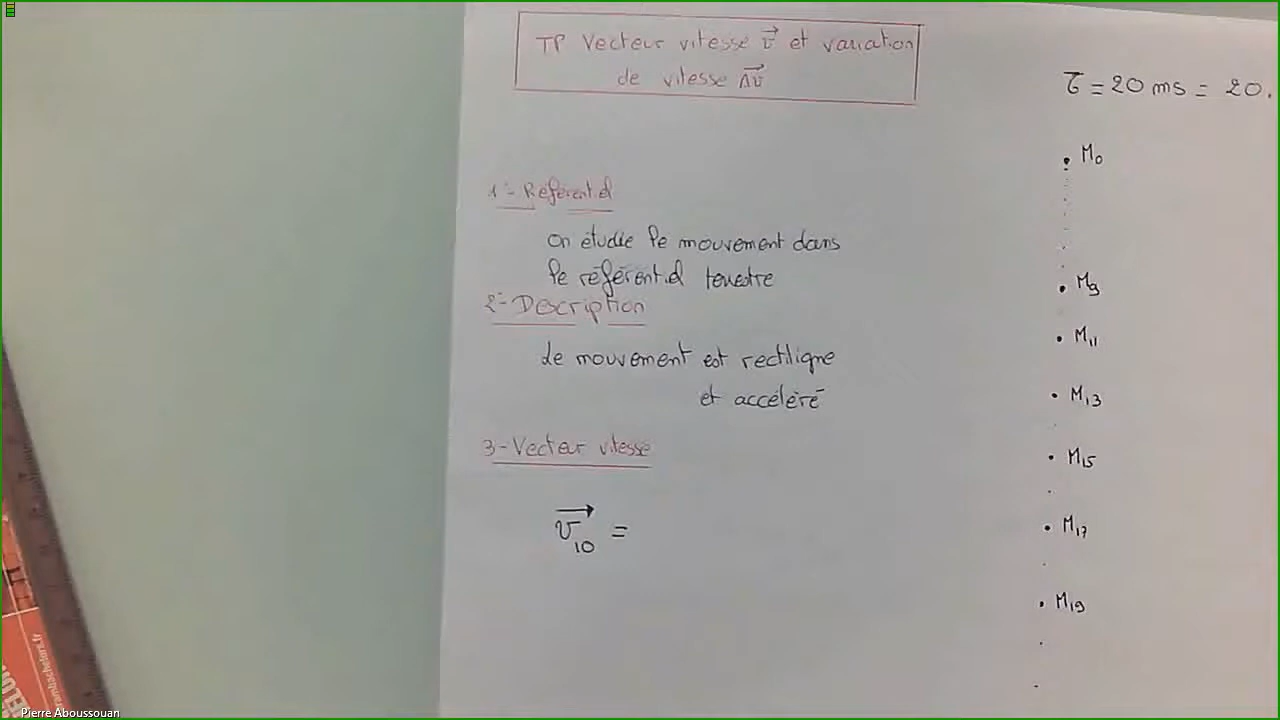 TP Vecteur vitesse v⃗ et variation
de vitesse Δv⃗
τ = 20 ms = 20.
1°- Référentiel
on étudie le mouvement dans
le référentiel terrestre
2°- Description
Le mouvement est rectiligne
et accéléré
3-Vecteur vitesse
v⃗₁₀ =
M₀
M₉
M₁₁
M₁₃
M₁₅
M₁₇
M₁₉
Pierre Aboussouan